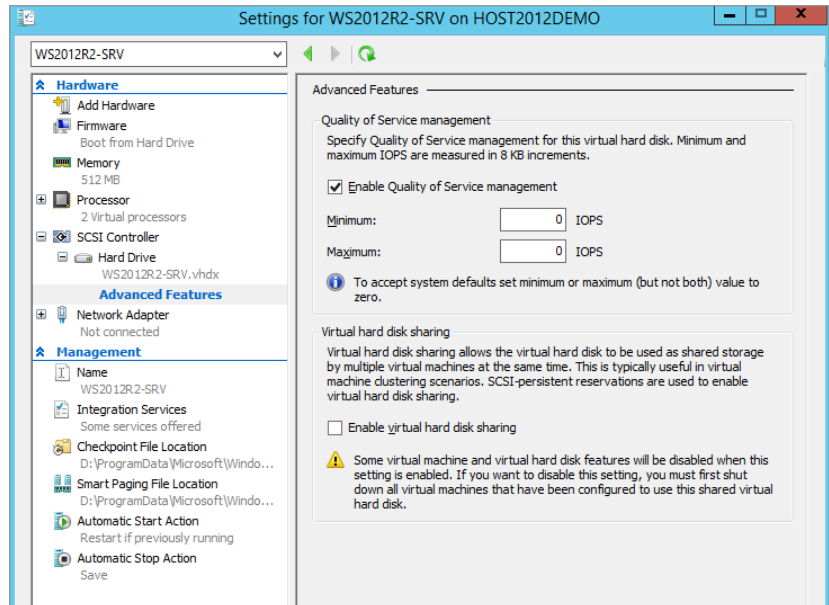 Settings for WS2012R2-SRV on HOST2012DEMO
WS2012R2-SRV
Hardware
Add Hardware
Firmware
Boot from Hard Drive
Memory
512 MB
Processor
2 Virtual processors
SCSI Controller
Hard Drive
WS2012R2-SRV.vhdx
Advanced Features
Network Adapter
Not connected
Management
Name
WS2012R2-SRV
Integration Services
Some services offered
Checkpoint File Location
D:\ProgramData\Microsoft\Windo...
Smart Paging File Location
D:\ProgramData\Microsoft\Windo...
Automatic Start Action
Restart if previously running
Automatic Stop Action
Save
Advanced Features
Quality of Service management
Specify Quality of Service management for this virtual hard disk. Minimum and
maximum IOPS are measured in 8 KB increments.
Enable Quality of Service management
Minimum: 0 IOPS
Maximum: 0 IOPS
To accept system defaults set minimum or maximum (but not both) value to
zero.
Virtual hard disk sharing
Virtual hard disk sharing allows the virtual hard disk to be used as shared storage
by multiple virtual machines at the same time. This is typically useful in virtual
machine clustering scenarios. SCSI-persistent reservations are used to enable
virtual hard disk sharing.
Enable virtual hard disk sharing
Some virtual machine and virtual hard disk features will be disabled when this
setting is enabled. If you want to disable this setting, you must first shut
down all virtual machines that have been configured to use this shared virtual
hard disk.